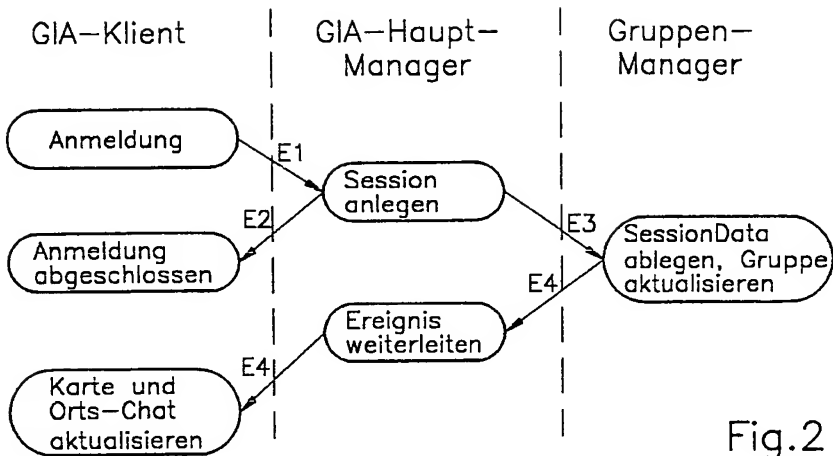 GIA-Klient
GIA-Haupt-
Manager
Gruppen-
Manager
Anmeldung
E1
Session
anlegen
E2
E3
Anmeldung
abgeschlossen
SessionData
ablegen, Gruppe
aktualisieren
E4
Ereignis
weiterleiten
E4
Karte und
Orts-Chat
aktualisieren
Fig.2